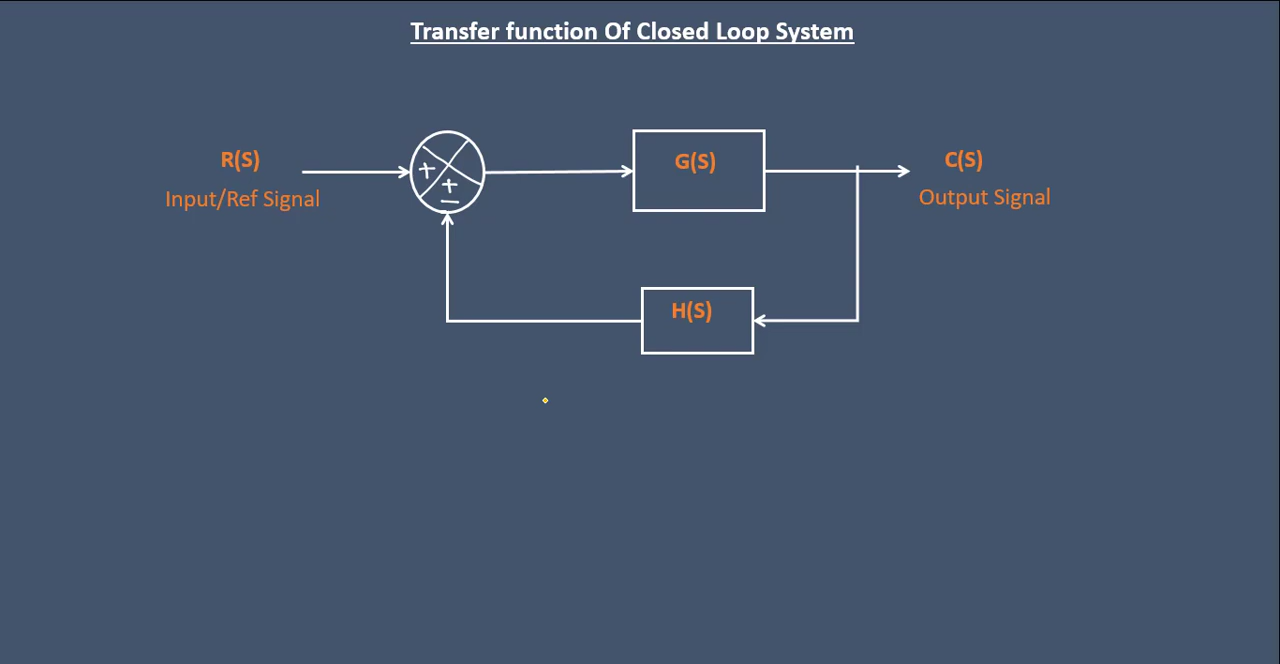 Transfer function Of Closed Loop System
R(S)
Input/Ref Signal
+
+
−
G(S)
C(S)
Output Signal
H(S)